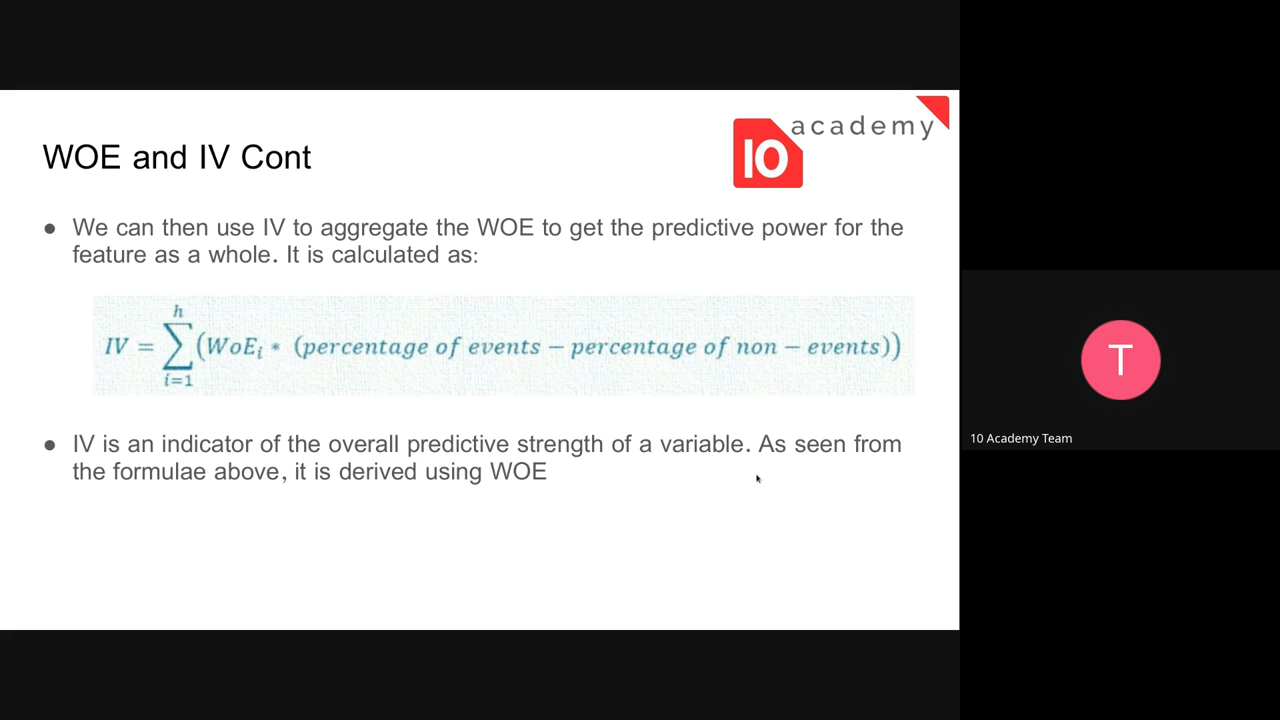 10 academy
WOE and IV Cont
● We can then use IV to aggregate the WOE to get the predictive power for the
feature as a whole. It is calculated as:
h
IV = ∑ (WoEᵢ * (percentage of events − percentage of non − events))
i=1
● IV is an indicator of the overall predictive strength of a variable. As seen from
the formulae above, it is derived using WOE
T
10 Academy Team